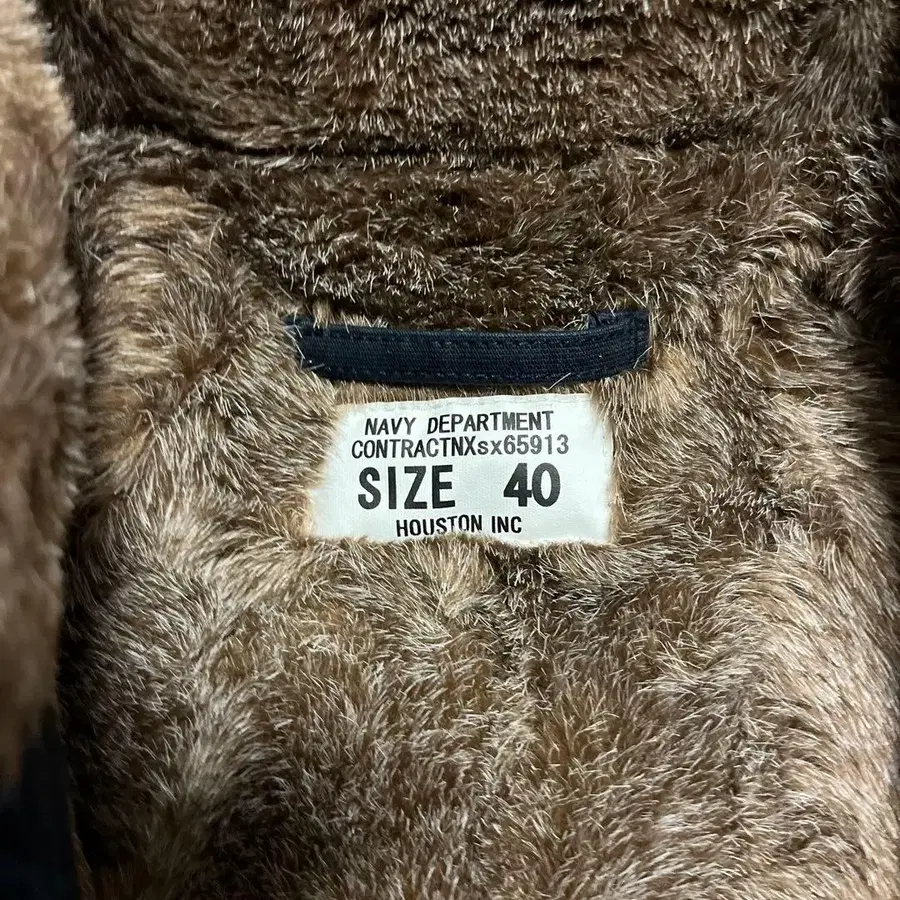 NAVY DEPARTMENT
CONTRACTNXsx65913
SIZE 40
HOUSTON INC